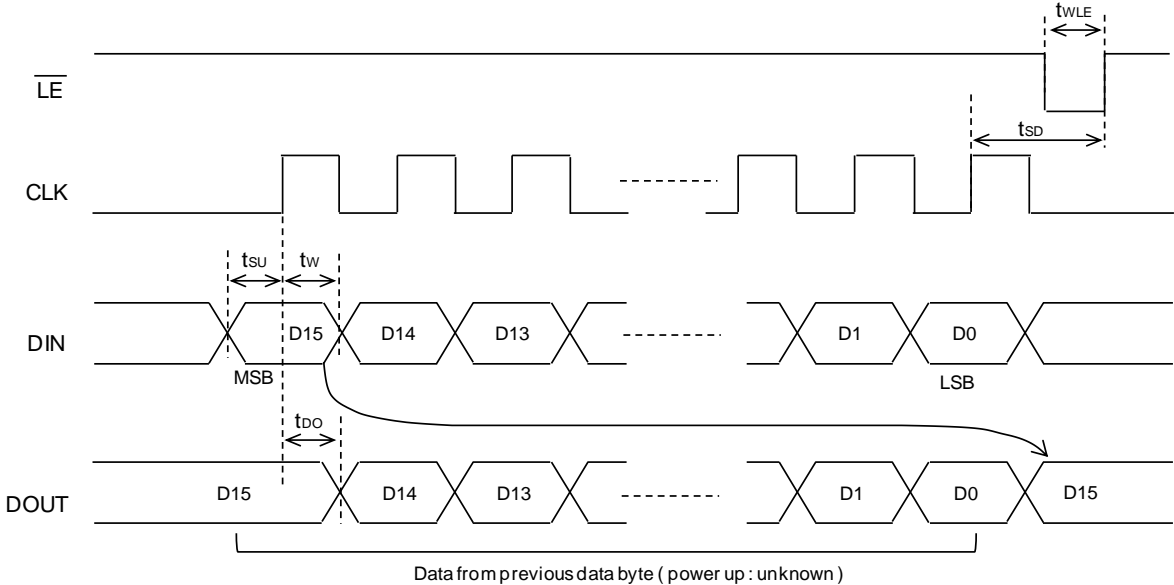 tWLE
LE
tSD
CLK
tSU tW
DIN D15 D14 D13 D1 D0
MSB LSB
tDO
DOUT D15 D14 D13 D1 D0 D15
Data from previous data byte ( power up : unknown )